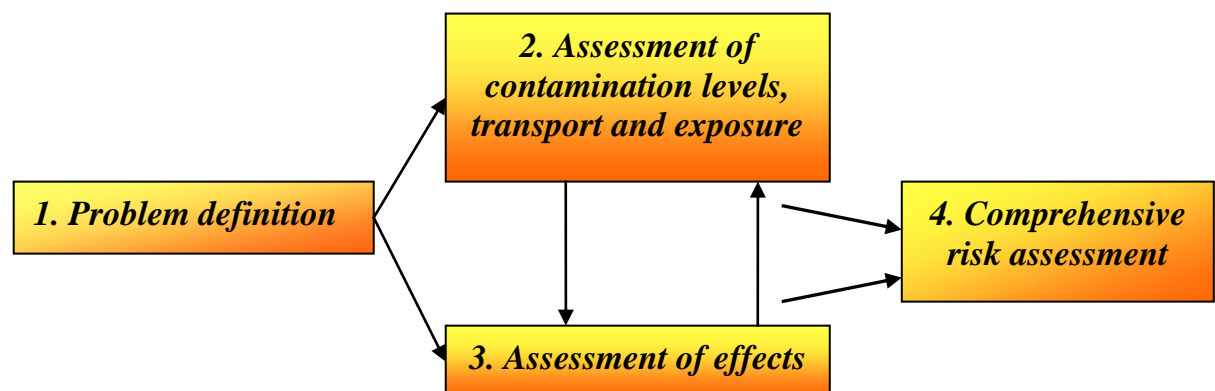 1. Problem definition
2. Assessment of
contamination levels,
transport and exposure
3. Assessment of effects
4. Comprehensive
risk assessment